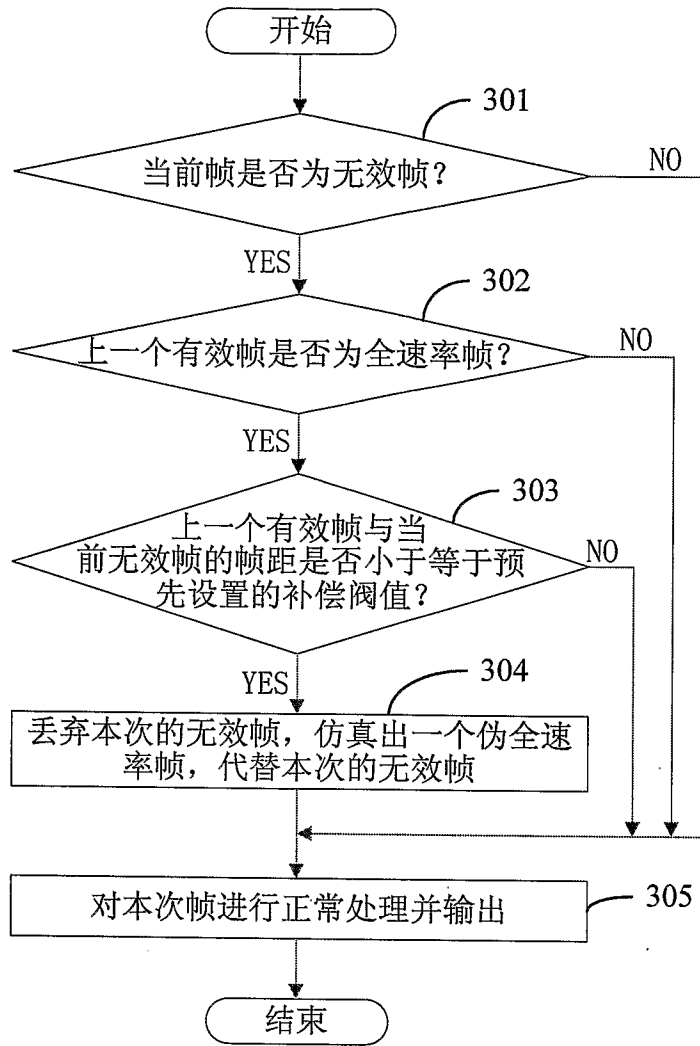 开始
301
当前帧是否为无效帧？
NO
YES
302
上一个有效帧是否为全速率帧？
NO
YES
303
上一个有效帧与当
前无效帧的帧距是否小于等于预
先设置的补偿阀值？
NO
YES
304
丢弃本次的无效帧，仿真出一个伪全速
率帧，代替本次的无效帧
对本次帧进行正常处理并输出
305
结束